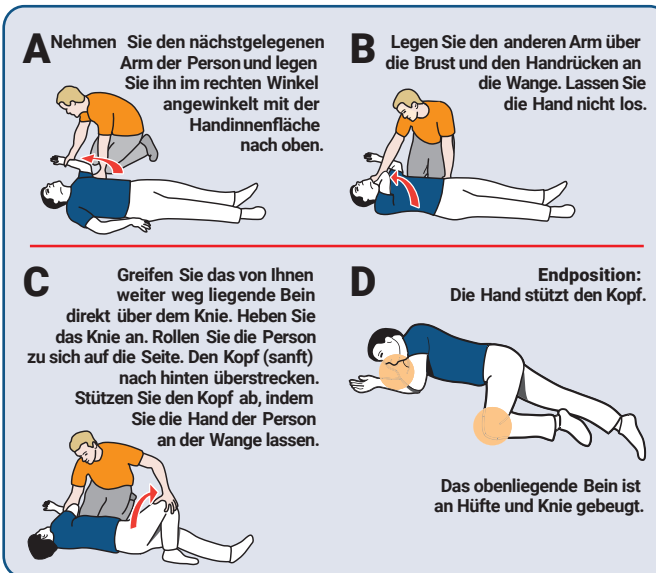 A Nehmen Sie den nächstgelegenen
Arm der Person und legen
Sie ihn im rechten Winkel
angewinkelt mit der
Handinnenfläche
nach oben.
B Legen Sie den anderen Arm über
die Brust und den Handrücken an
die Wange. Lassen Sie
die Hand nicht los.
C Greifen Sie das von Ihnen
weiter weg liegende Bein
direkt über dem Knie. Heben Sie
das Knie an. Rollen Sie die Person
zu sich auf die Seite. Den Kopf (sanft)
nach hinten überstrecken.
Stützen Sie den Kopf ab, indem
Sie die Hand der Person
an der Wange lassen.
D Endposition:
Die Hand stützt den Kopf.
Das obenliegende Bein ist
an Hüfte und Knie gebeugt.